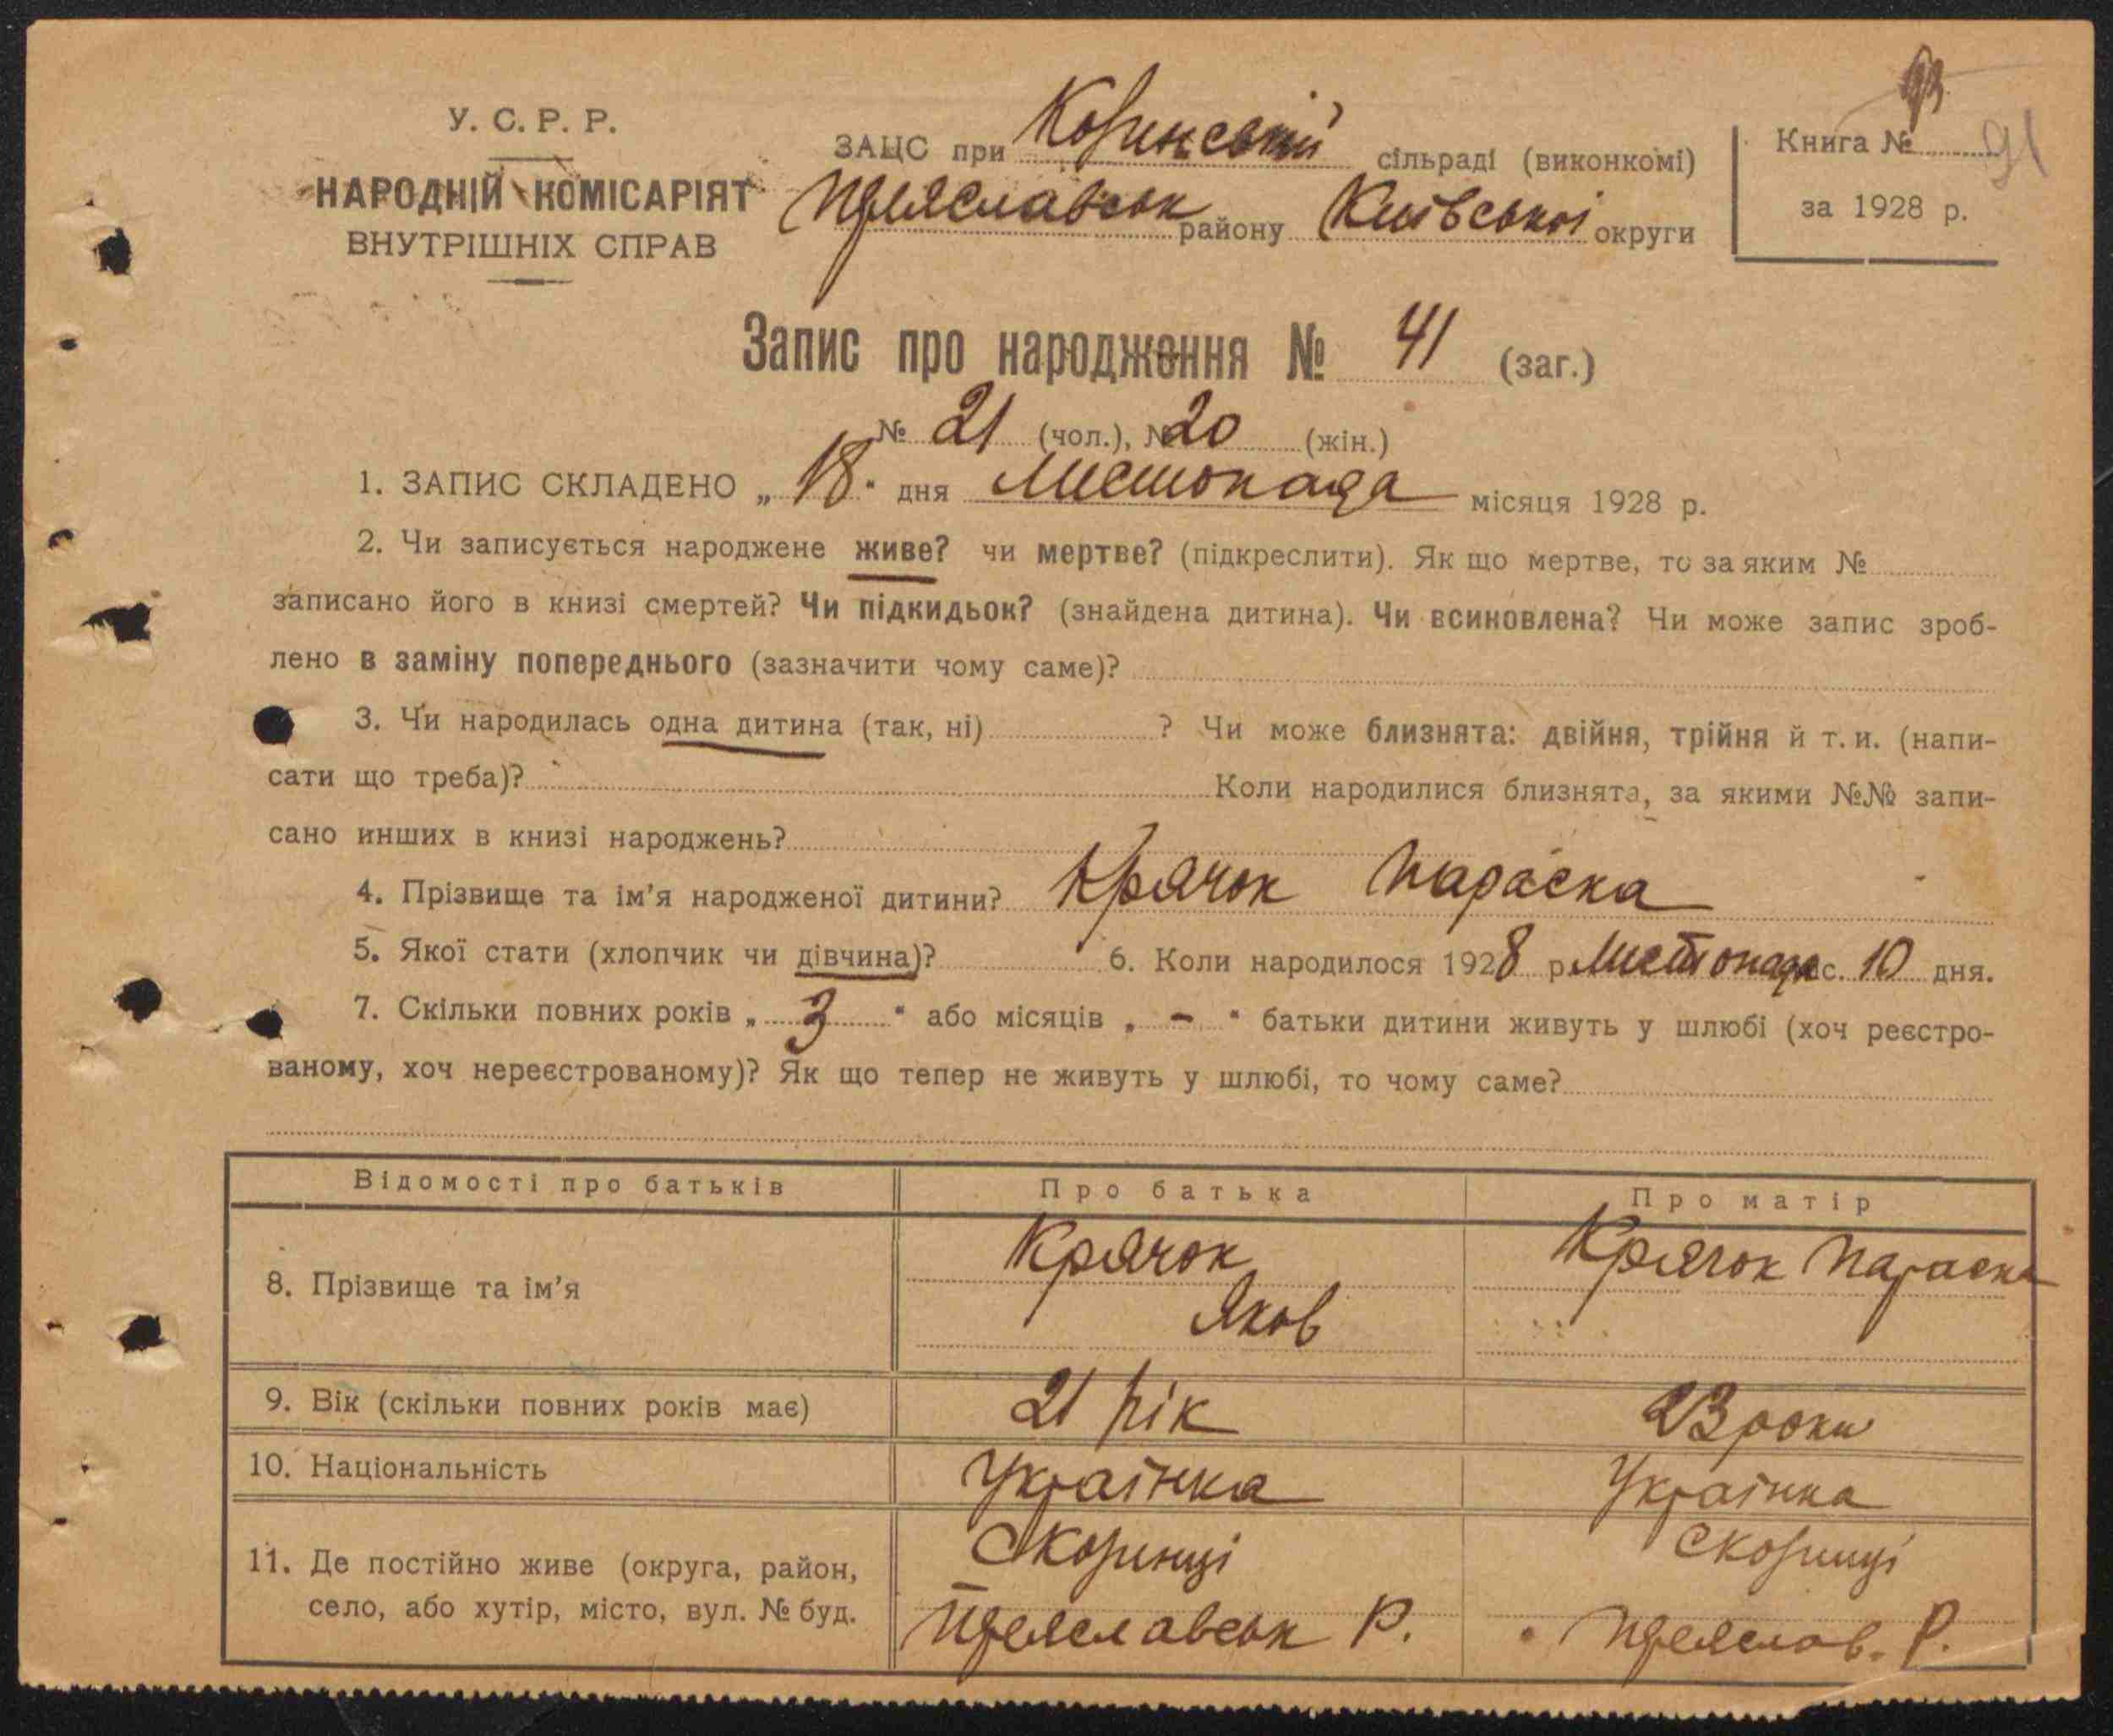 У. С. Р. Р.
НАРОДНІЙ КОМІСАРІЯТ
ВНУТРІШНІХ СПРАВ
ЗАЦС при Коринській сільраді (виконкомі)
Переяславськ району Київської округи
Книга № 91
за 1928 р.
Запис про народження № 41 (заг.)
№ 21 (чол.), № 20 (жін.)
1. ЗАПИС СКЛАДЕНО „ 18 " дня Листопада місяця 1928 р.
2. Чи записується народжене живе? чи мертве? (підкреслити). Як що мертве, то за яким №
записано його в книзі смертей? Чи підкидьок? (знайдена дитина). Чи всиновлена? Чи може запис зроб-
лено в заміну попереднього (зазначити чому саме)?
3. Чи народилась одна дитина (так, ні) ? Чи може близнята: двійня, трійня й т. и. (напи-
сати що треба)? Коли народилися близнята, за якими №№ запи-
сано инших в книзі народжень?
4. Прізвище та ім'я народженої дитини? Крячок Параска
5. Якої стати (хлопчик чи дівчина)? 6. Коли народилося 1928 р. Листопада с. 10 дня.
7. Скільки повних років „ 3 " або місяців „ - " батьки дитини живуть у шлюбі (хоч реєстро-
ваному, хоч нереєстрованому)? Як що тепер не живуть у шлюбі, то чому саме?
Відомості про батьків Про батька Про матір
8. Прізвище та ім'я Крячок Яков Крячок Параска
9. Вік (скільки повних років має) 21 рік 23 роки
10. Національність Українка Українка
11. Де постійно живе (округа, район, Скоринці Скоринці
село, або хутір, місто, вул. № буд. Переяславськ Р. Переяслав. Р.